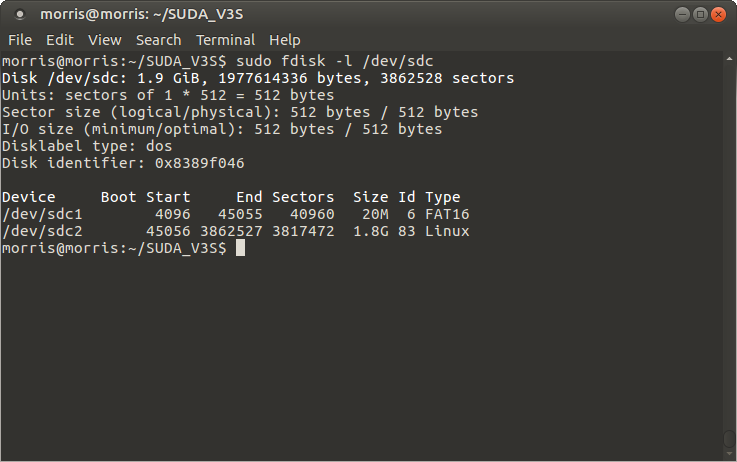 morris@morris: ~/SUDA_V3S
File Edit View Search Terminal Help
morris@morris:~/SUDA_V3S$ sudo fdisk -l /dev/sdc
Disk /dev/sdc: 1.9 GiB, 1977614336 bytes, 3862528 sectors
Units: sectors of 1 * 512 = 512 bytes
Sector size (logical/physical): 512 bytes / 512 bytes
I/O size (minimum/optimal): 512 bytes / 512 bytes
Disklabel type: dos
Disk identifier: 0x8389f046
Device     Boot Start     End Sectors  Size Id Type
/dev/sdc1        4096   45055   40960   20M  6 FAT16
/dev/sdc2       45056 3862527 3817472  1.8G 83 Linux
morris@morris:~/SUDA_V3S$